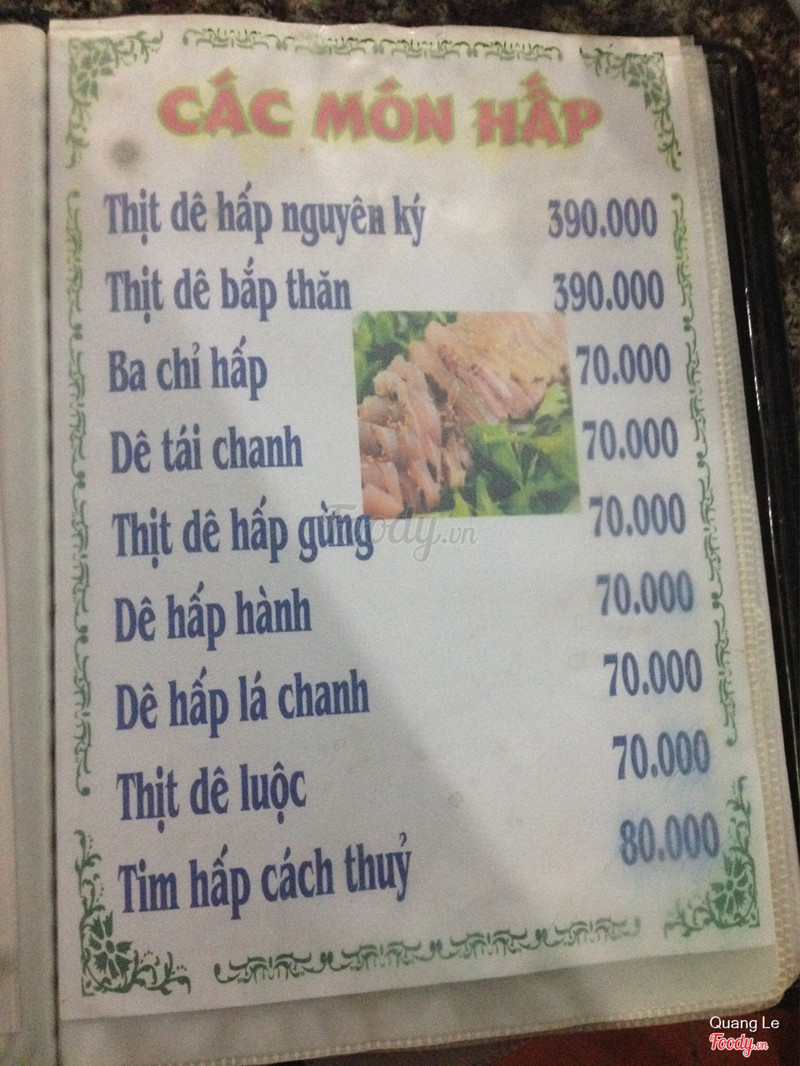 CÁC MÓN HẤP
Thịt dê hấp nguyên ký 390.000
Thịt dê bắp thăn 390.000
Ba chỉ hấp 70.000
Dê tái chanh 70.000
Thịt dê hấp gừng 70.000
Dê hấp hành 70.000
Dê hấp lá chanh 70.000
Thịt dê luộc 70.000
Tim hấp cách thuỷ 80.000
Foody.vn
Quang Le
Foody.vn